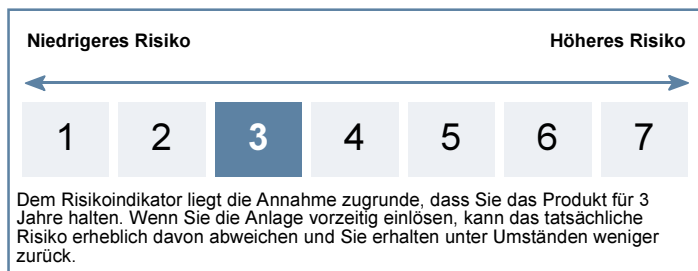 Niedrigeres Risiko Höheres Risiko
1 2 3 4 5 6 7
Dem Risikoindikator liegt die Annahme zugrunde, dass Sie das Produkt für 3
Jahre halten. Wenn Sie die Anlage vorzeitig einlösen, kann das tatsächliche
Risiko erheblich davon abweichen und Sie erhalten unter Umständen weniger
zurück.